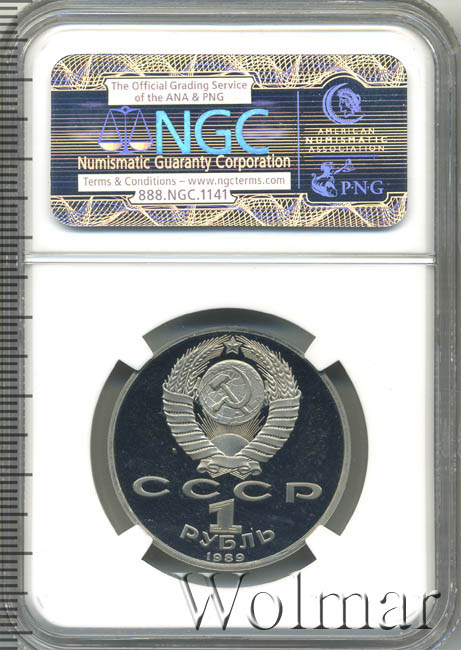 The Official Grading Service
of the ANA & PNG
NGC
Numismatic Guaranty Corporation
Terms & Conditions – www.ngcterms.com
888.NGC.1141
AMERICAN
NUMISMATIC
ASSOCIATION
PNG
СССР
1
РУБЛЬ
1989
Wolmar